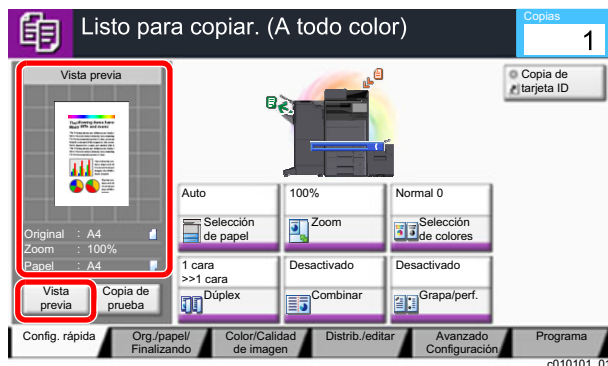 Listo para copiar. (A todo color)
Copias
1
Vista previa
Original : A4
Zoom : 100%
Papel : A4
Vista
previa
Copia de
prueba
Copia de
tarjeta ID
Auto
Selección
de papel
100%
Zoom
Normal 0
Selección
de colores
1 cara
>>1 cara
Dúplex
Desactivado
Combinar
Desactivado
Grapa/perf.
Config. rápida
Org./papel/
Finalizando
Color/Calidad
de imagen
Distrib./editar
Avanzado
Configuración
Programa
c010101_01